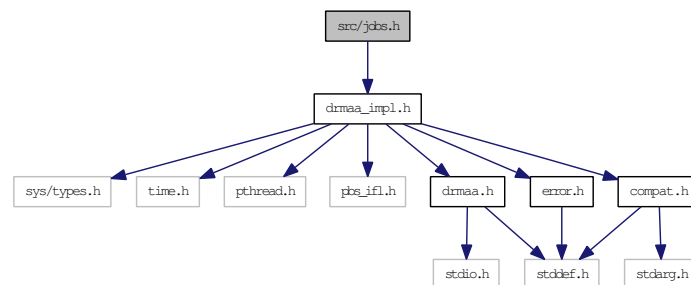 src/jobs.h
drmaa_impl.h
sys/types.h
time.h
pthread.h
pbs_ifl.h
drmaa.h
error.h
compat.h
stdio.h
stddef.h
stdarg.h